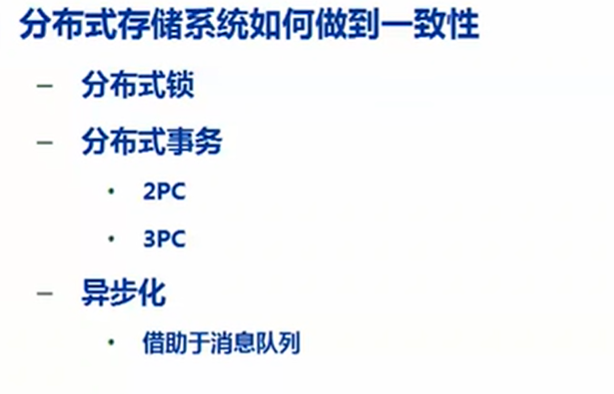 分布式存储系统如何做到一致性
– 分布式锁
– 分布式事务
• 2PC
• 3PC
– 异步化
• 借助于消息队列